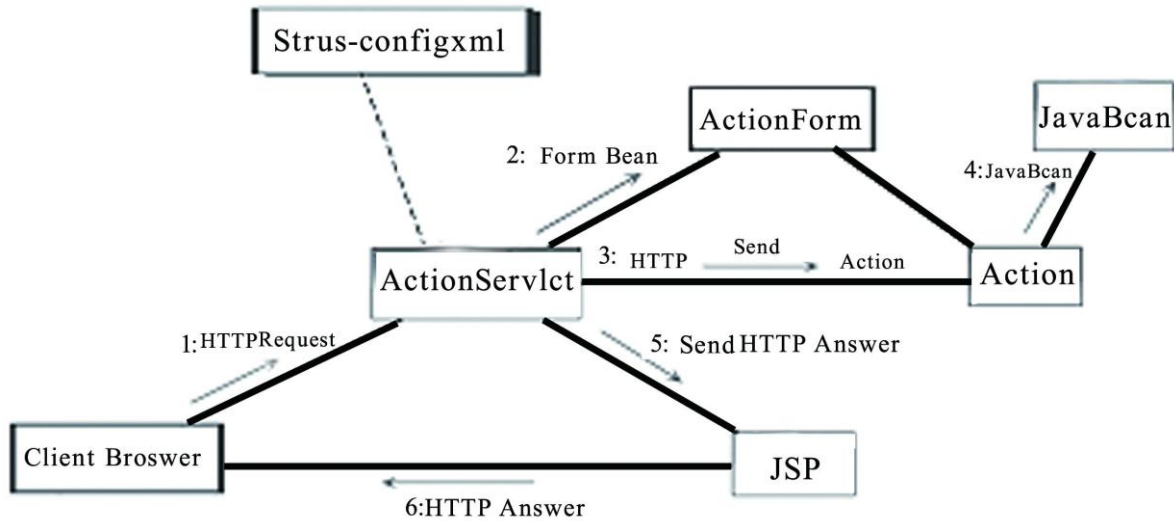 Strus-configxml
ActionForm
JavaBcan
2: Form Bean
4:JavaBcan
3: HTTP Send Action
ActionServlct
Action
1:HTTPRequest
5: Send HTTP Answer
Client Broswer
JSP
6:HTTP Answer